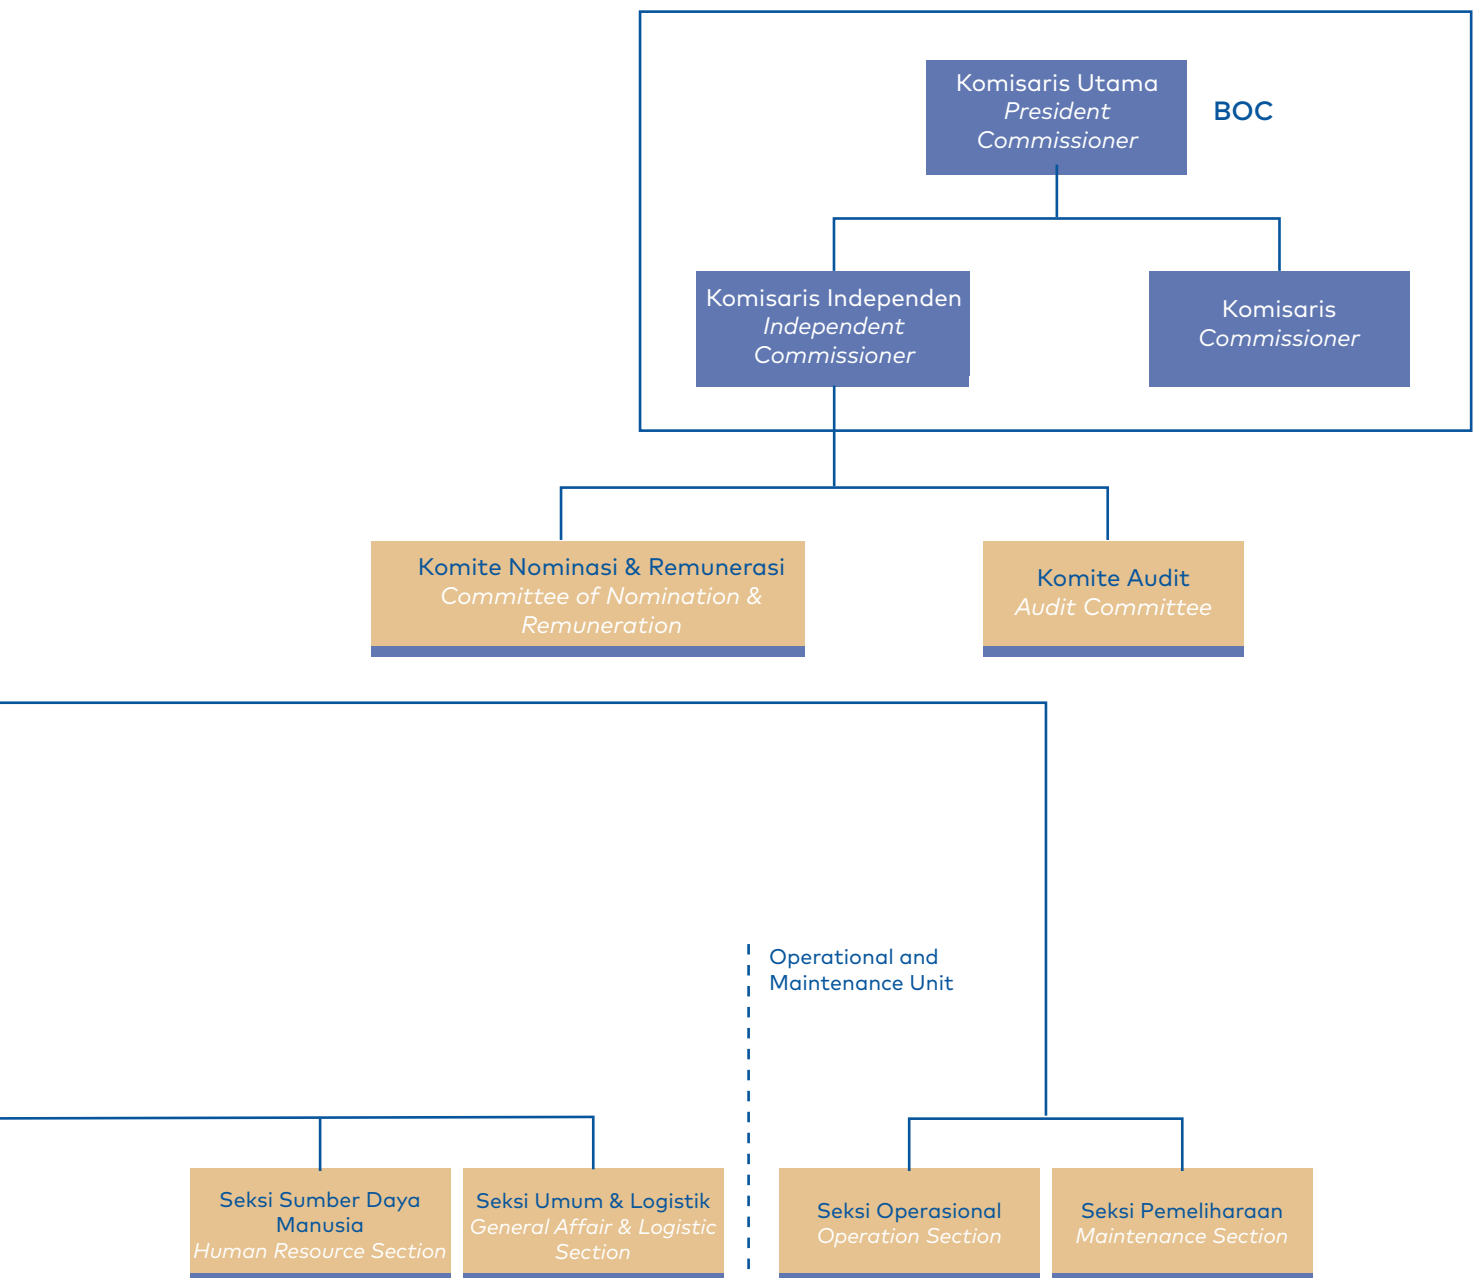 Komisaris Utama
President
Commissioner
BOC
Komisaris Independen
Independent
Commissioner
Komisaris
Commissioner
Komite Nominasi & Remunerasi
Committee of Nomination &
Remuneration
Komite Audit
Audit Committee
Operational and
Maintenance Unit
Seksi Sumber Daya
Manusia
Human Resource Section
Seksi Umum & Logistik
General Affair & Logistic
Section
Seksi Operasional
Operation Section
Seksi Pemeliharaan
Maintenance Section